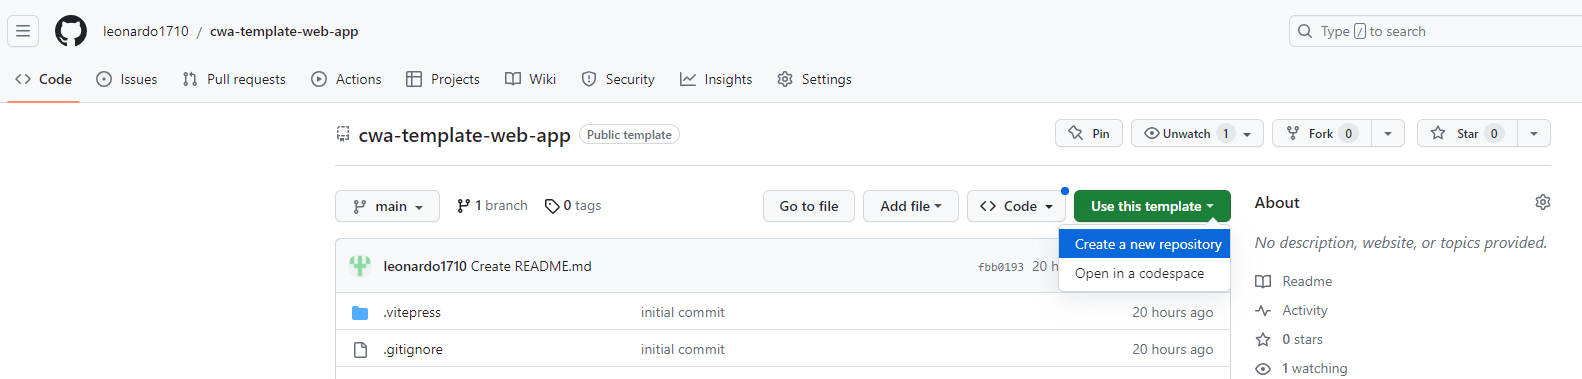 leonardo1710 / cwa-template-web-app
Type / to search
Code Issues Pull requests Actions Projects Wiki Security Insights Settings
cwa-template-web-app Public template
Pin Unwatch 1 Fork 0 Star 0
main 1 branch 0 tags Go to file Add file Code Use this template
About
Create a new repository
No description, website, or topics provided.
leonardo1710 Create README.md fbb0193 20
Open in a codespace
Readme
.vitepress initial commit 20 hours ago
Activity
0 stars
.gitignore initial commit 20 hours ago
1 watching